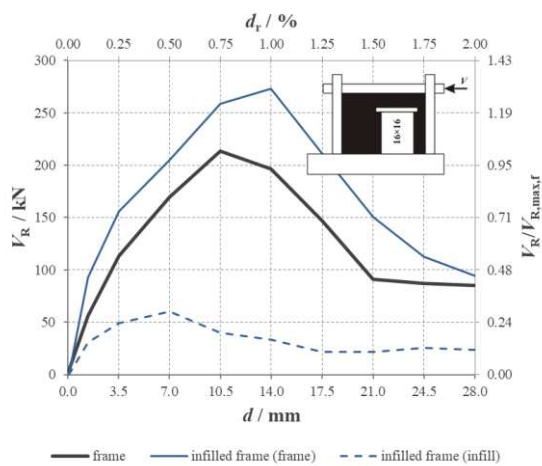 d_r / %
0.00 0.25 0.50 0.75 1.00 1.25 1.50 1.75 2.00
300 1.43
250 1.19
200 0.95
150 0.71
100 0.48
50 0.24
0 0.00
V_R / kN
V_R/V_R,max,f
V
16×16
0.0 3.5 7.0 10.5 14.0 17.5 21.0 24.5 28.0
d / mm
frame infilled frame (frame) infilled frame (infill)